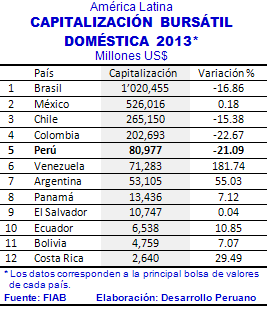 América Latina
CAPITALIZACIÓN BURSÁTIL
DOMÉSTICA 2013*
Millones US$
País Capitalización Variación %
1 Brasil 1'020,455 -16.86
2 México 526,016 0.18
3 Chile 265,150 -15.38
4 Colombia 202,693 -22.67
5 Perú 80,977 -21.09
6 Venezuela 71,283 181.74
7 Argentina 53,105 55.03
8 Panamá 13,436 7.12
9 El Salvador 10,747 0.04
10 Ecuador 6,538 10.85
11 Bolivia 4,759 7.07
12 Costa Rica 2,640 29.49
* Los datos corresponden a la principal bolsa de valores
de cada país.
Fuente: FIAB Elaboración: Desarrollo Peruano